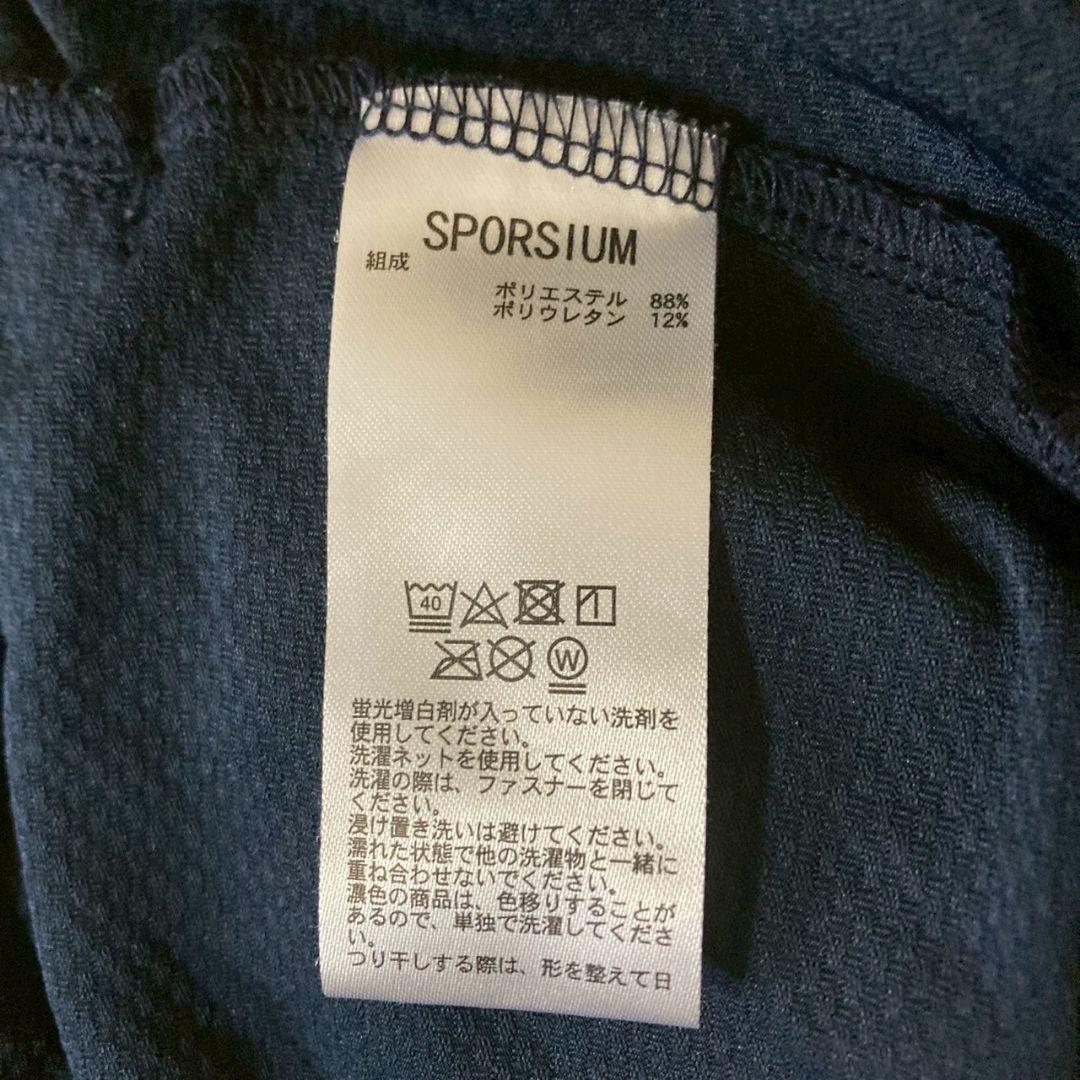 SPORSIUM
組成
ポリエステル 88%
ポリウレタン 12%
40
W
蛍光増白剤が入っていない洗剤を
使用してください。
洗濯ネットを使用してください。
洗濯の際は、ファスナーを閉じて
ください。
浸け置き洗いは避けてください。
濡れた状態で他の洗濯物と一緒に
重ね合わせないでください。
濃色の商品は、色移りすることが
あるので、単独で洗濯してくださ
い。
つり干しする際は、形を整えて日